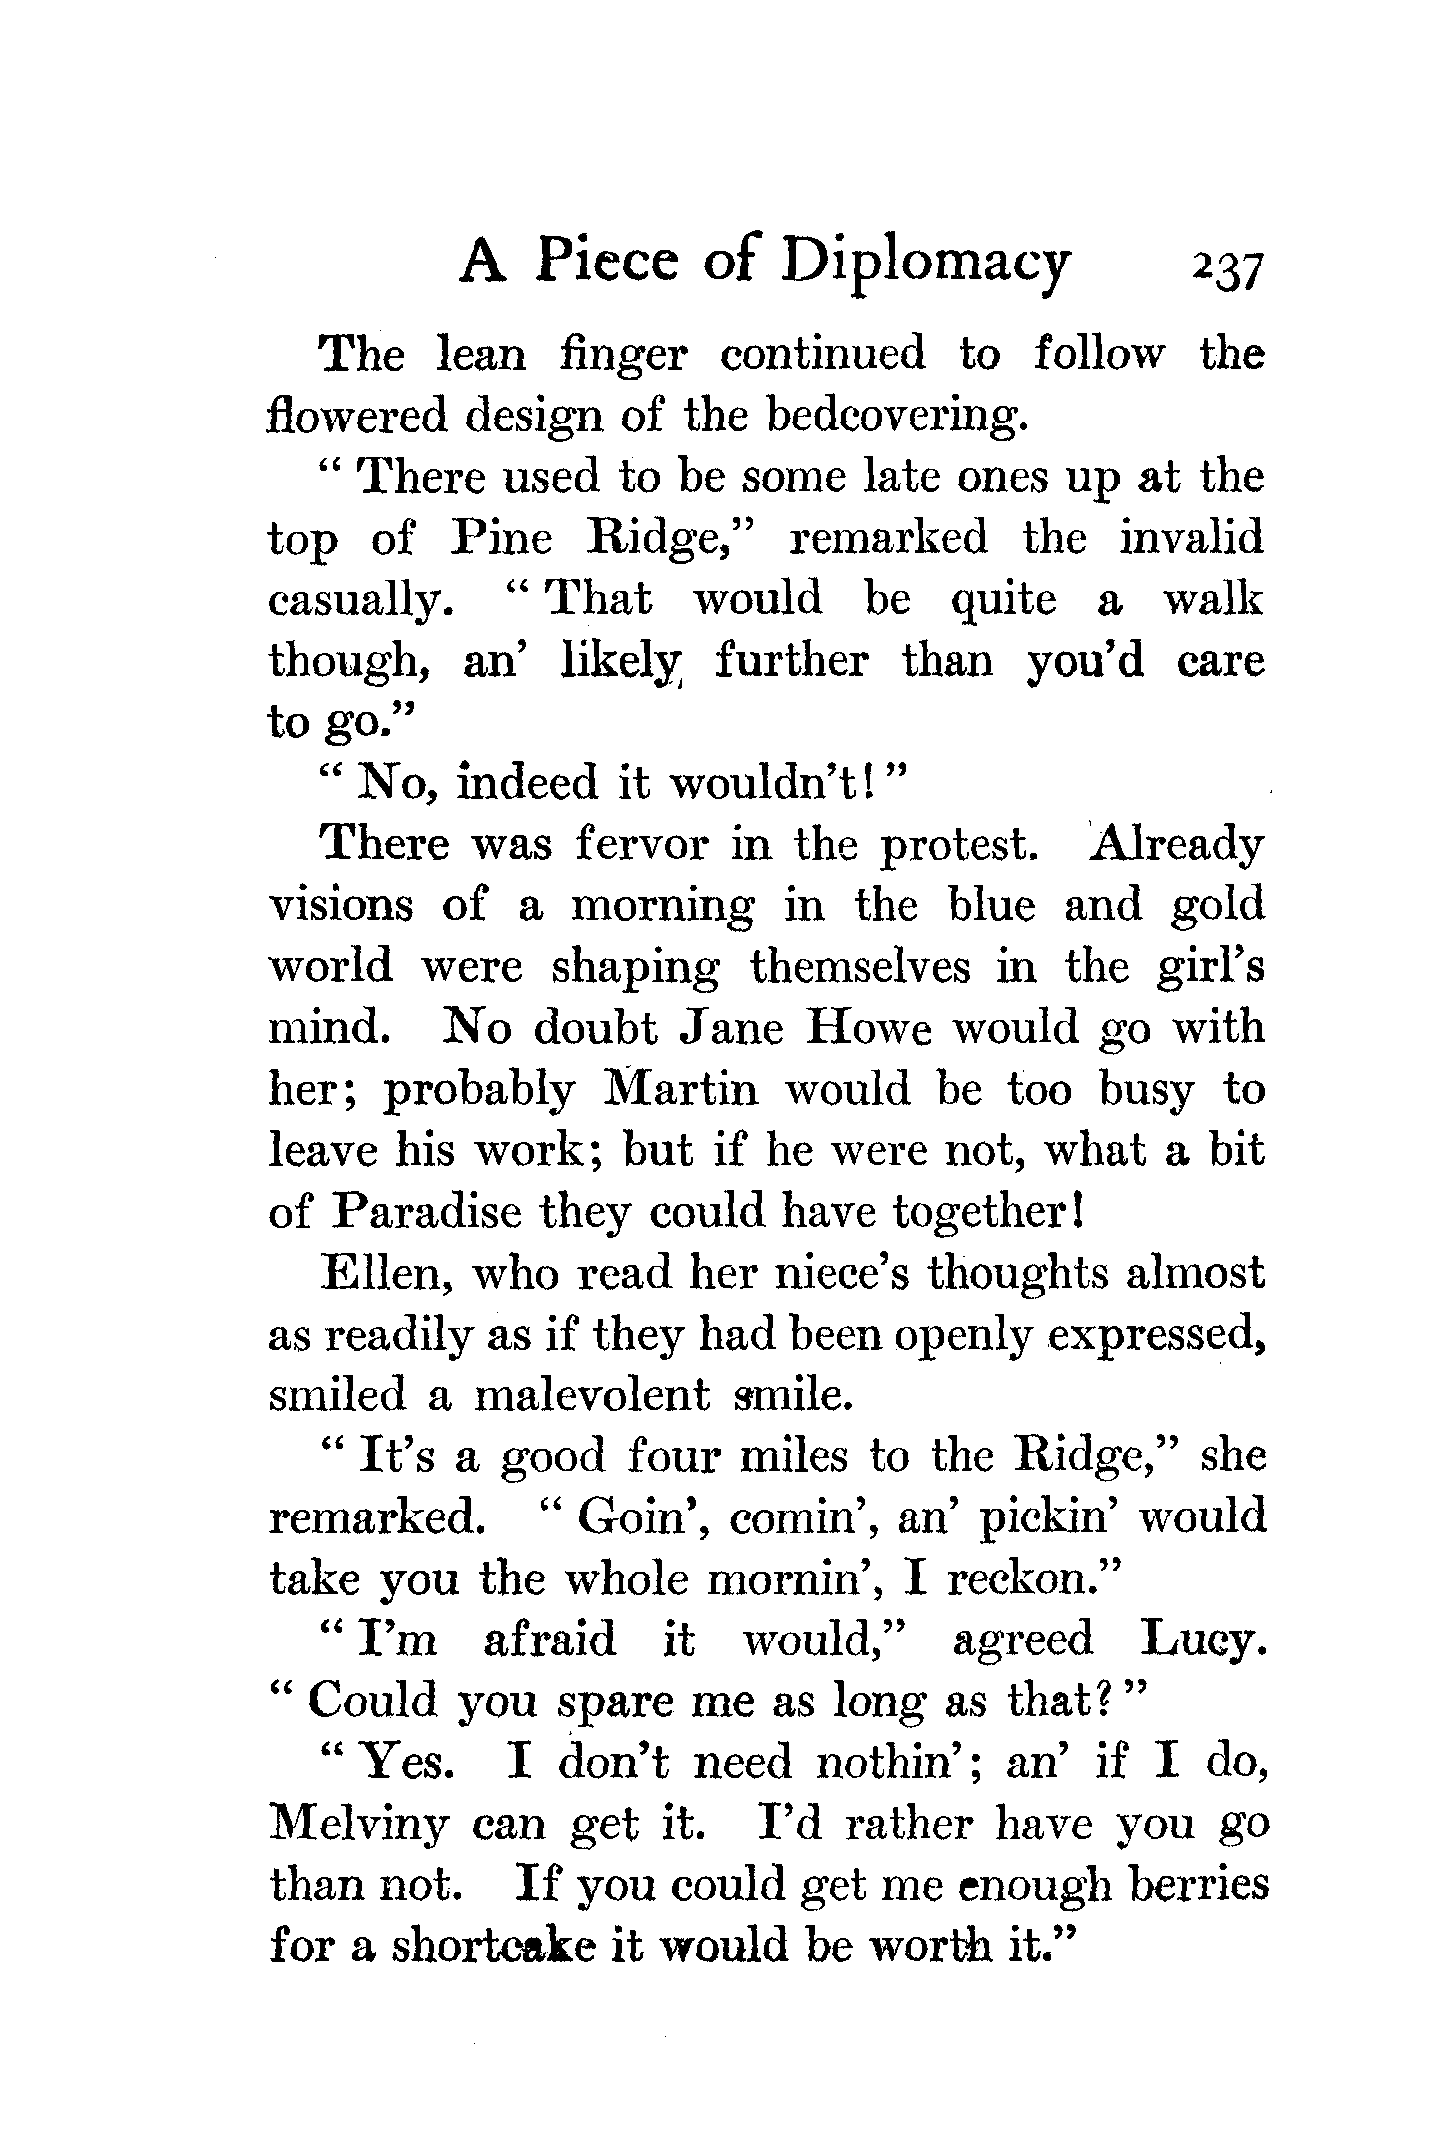 A Piece of Diplomacy 237
The lean finger continued to follow the
flowered design of the bedcovering.
“ There used to be some late ones up at the
top of Pine Ridge,” remarked the invalid
casually. “ That would be quite a walk
though, an’ likely, further than you’d care
to go.”
“ No, indeed it wouldn’t! ”
There was fervor in the protest. Already
visions of a morning in the blue and gold
world were shaping themselves in the girl’s
mind. No doubt Jane Howe would go with
her; probably Martin would be too busy to
leave his work; but if he were not, what a bit
of Paradise they could have together!
Ellen, who read her niece’s thoughts almost
as readily as if they had been openly expressed,
smiled a malevolent smile.
“ It’s a good four miles to the Ridge,” she
remarked. “ Goin’, comin’, an’ pickin’ would
take you the whole mornin’, I reckon.”
“ I’m afraid it would,” agreed Lucy.
“ Could you spare me as long as that? ”
“ Yes. I don’t need nothin’; an’ if I do,
Melviny can get it. I’d rather have you go
than not. If you could get me enough berries
for a shortcake it would be worth it.”